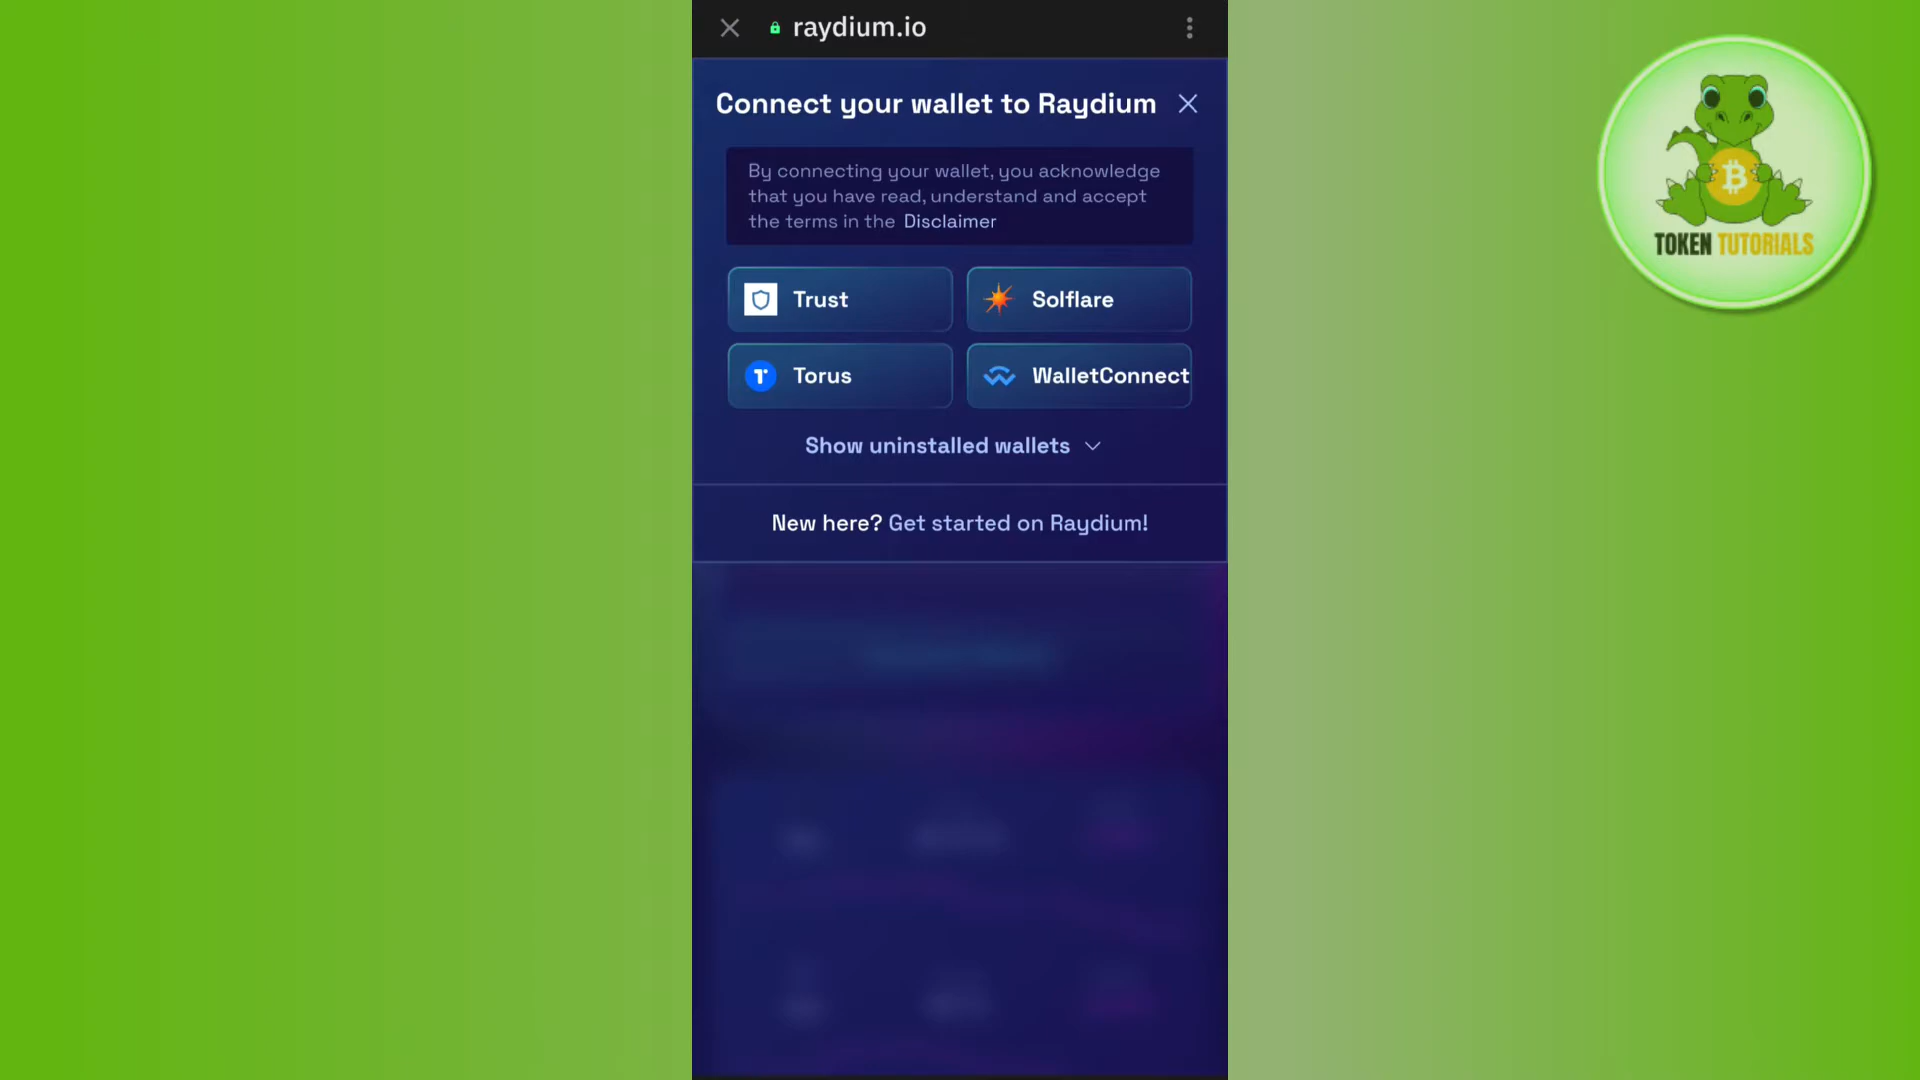 raydium.io
Connect your wallet to Raydium
By connecting your wallet, you acknowledge
that you have read, understand and accept
the terms in the Disclaimer
Trust
Solflare
Torus
WalletConnect
Show uninstalled wallets
New here? Get started on Raydium!
TOKEN TUTORIALS